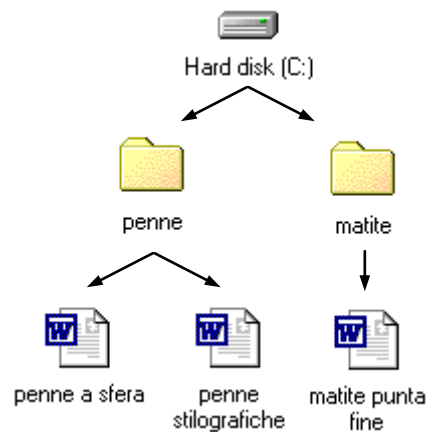 Hard disk (C:)
penne
matite
penne a sfera
penne
stilografiche
matite punta
fine